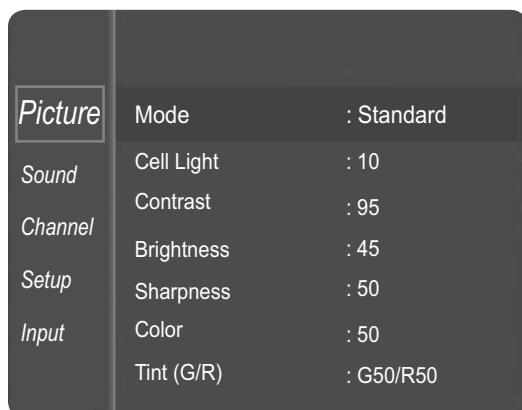 Picture
Sound
Channel
Setup
Input
Mode : Standard
Cell Light : 10
Contrast : 95
Brightness : 45
Sharpness : 50
Color : 50
Tint (G/R) : G50/R50